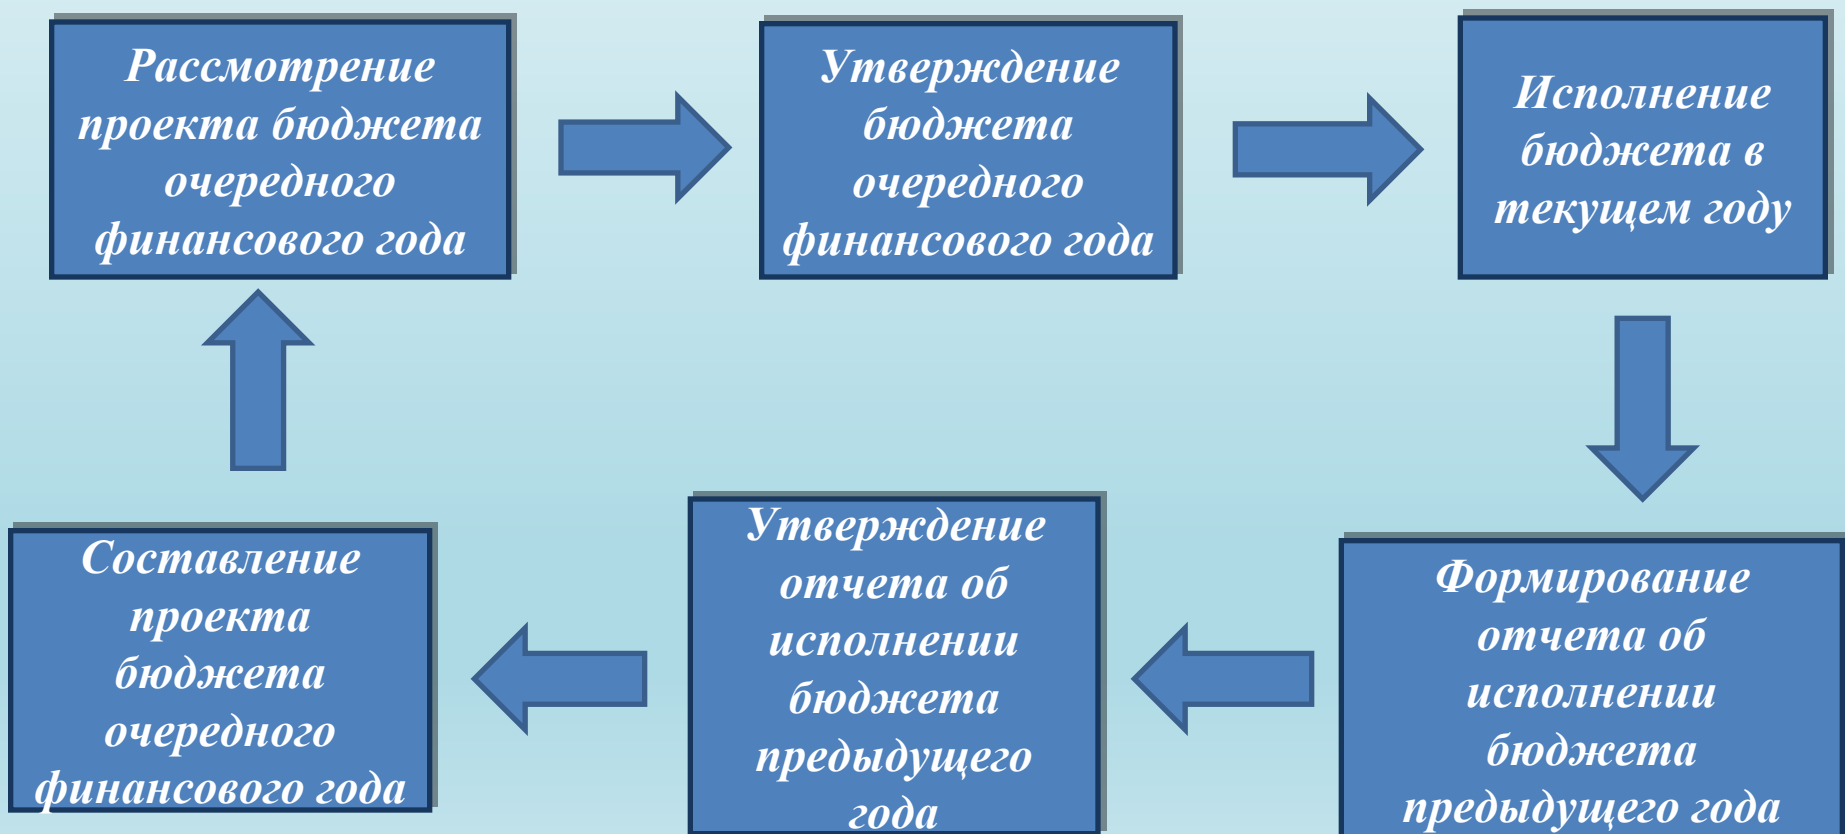 Рассмотрение
проекта бюджета
очередного
финансового года
Утверждение
бюджета
очередного
финансового года
Исполнение
бюджета в
текущем году
Составление
проекта
бюджета
очередного
финансового года
Утверждение
отчета об
исполнении
бюджета
предыдущего
года
Формирование
отчета об
исполнении
бюджета
предыдущего года